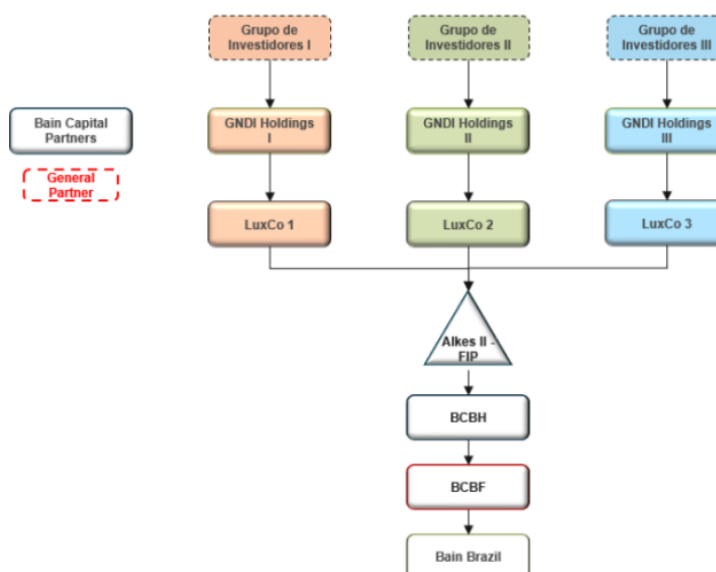 Grupo de
Investidores I
Grupo de
Investidores II
Grupo de
Investidores III
Bain Capital
Partners
General
Partner
GNDI Holdings
I
GNDI Holdings
II
GNDI Holdings
III
LuxCo 1
LuxCo 2
LuxCo 3
Alkes II -
FIP
BCBH
BCBF
Bain Brazil